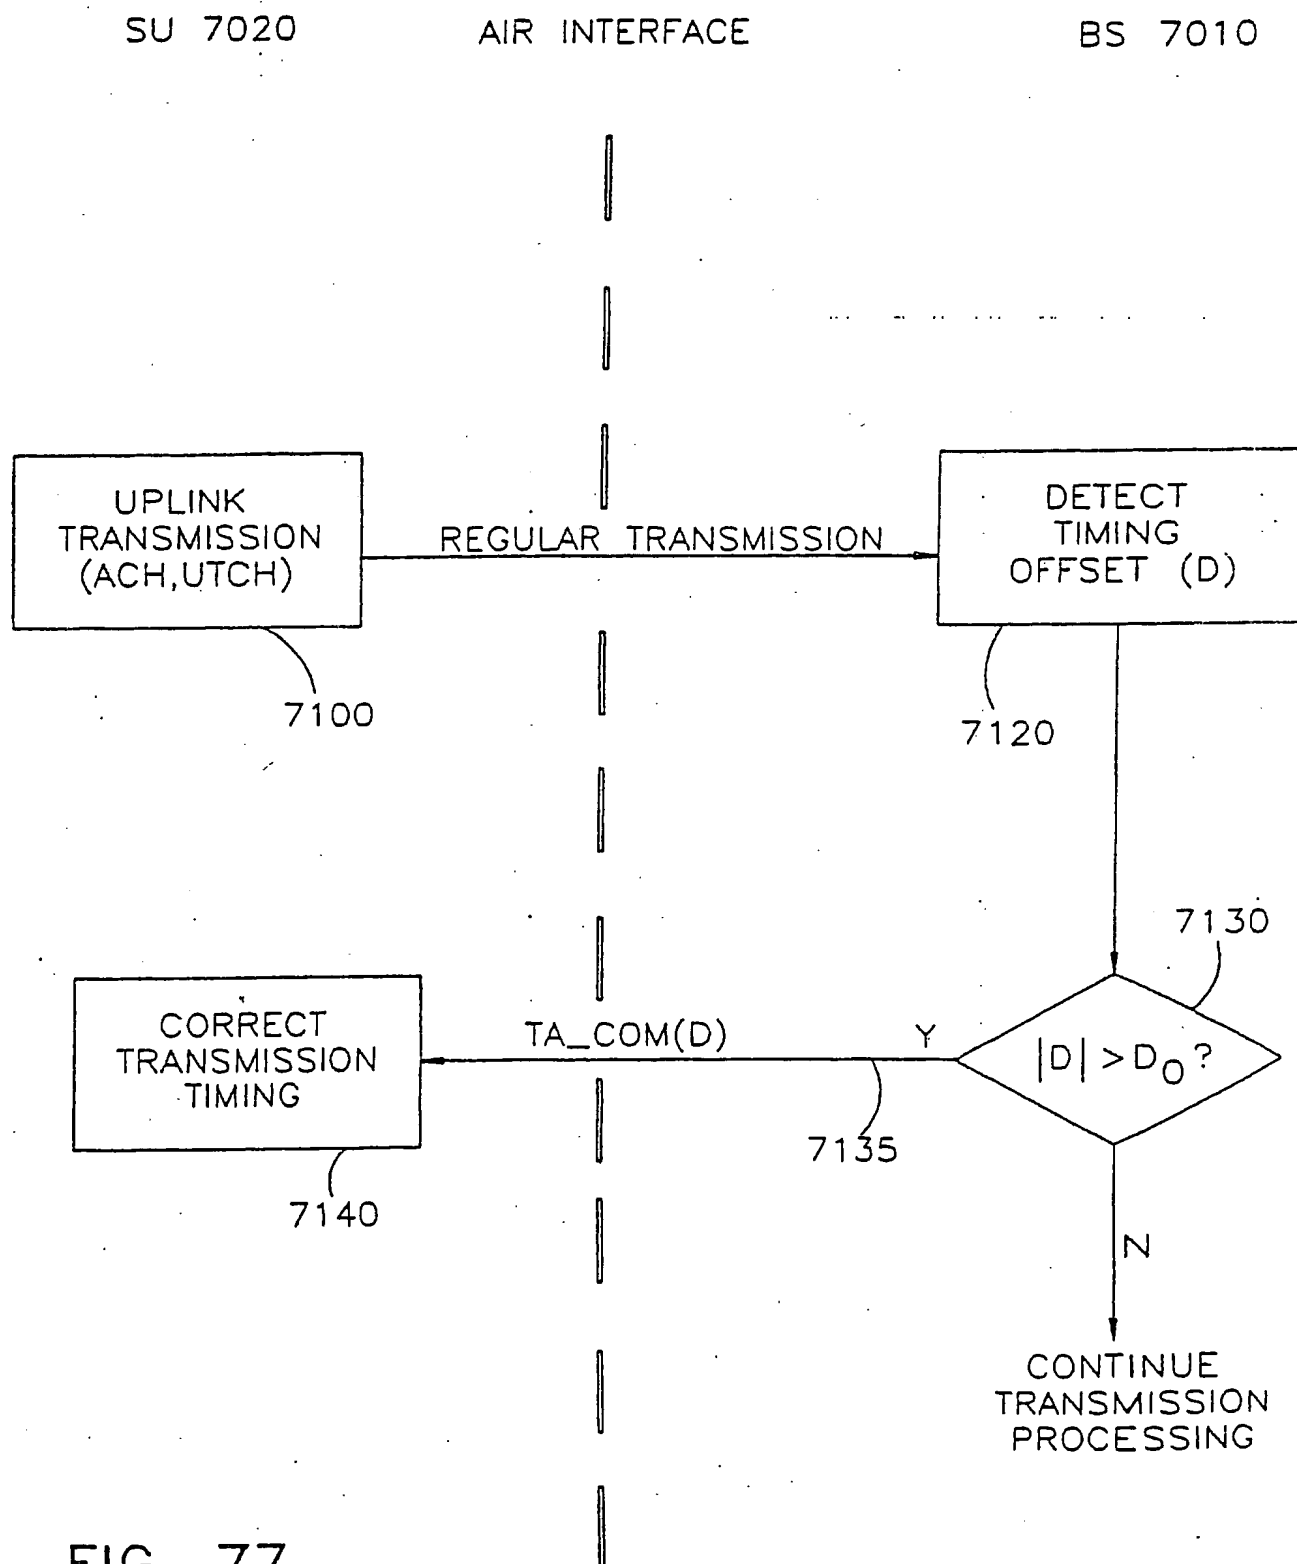 SU 7020
AIR INTERFACE
BS 7010
UPLINK
TRANSMISSION
(ACH,UTCH)
REGULAR TRANSMISSION
DETECT
TIMING
OFFSET (D)
7100
7120
7130
CORRECT
TRANSMISSION
TIMING
TA_COM(D)
Y
|D| > D0 ?
7135
7140
N
CONTINUE
TRANSMISSION
PROCESSING
FIG. 77